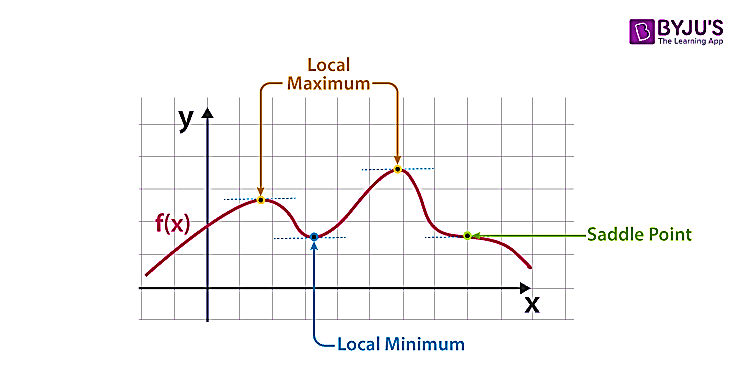 BYJU'S
The Learning App
Local
Maximum
y
f(x)
Saddle Point
x
Local Minimum